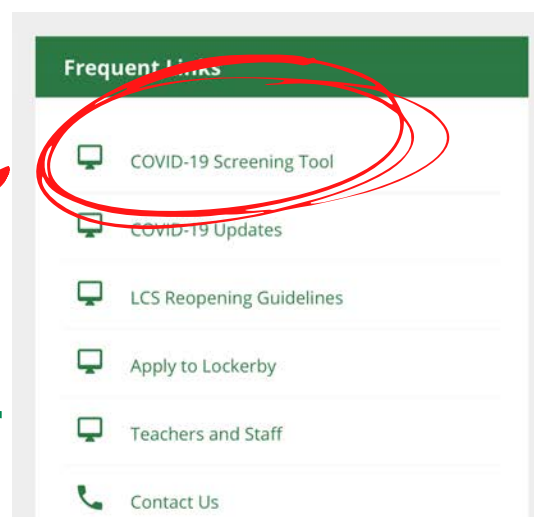 Frequent Links
COVID-19 Screening Tool
COVID-19 Updates
LCS Reopening Guidelines
Apply to Lockerby
Teachers and Staff
Contact Us